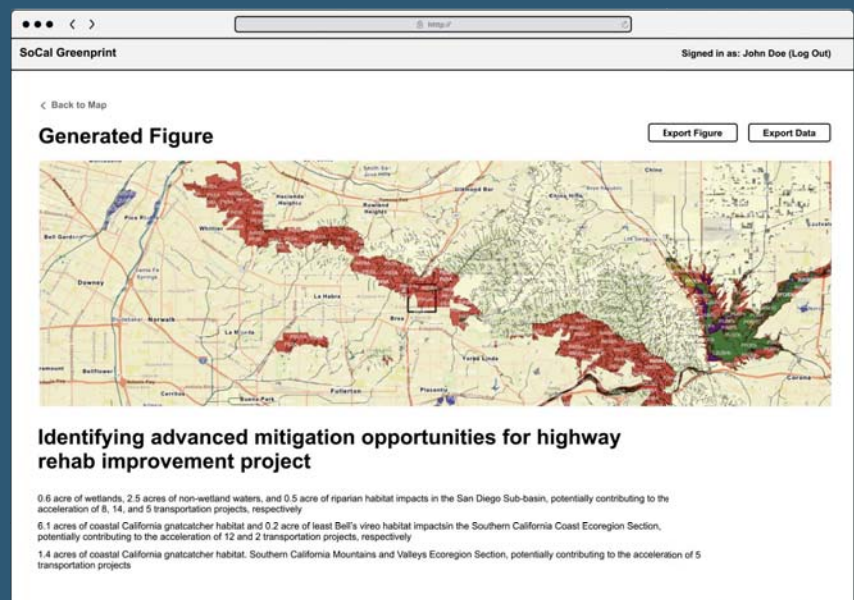 http://
SoCal Greenprint
Signed in as: John Doe (Log Out)
Back to Map
Generated Figure
Export Figure
Export Data
Diamond Bar
Chino
Hacienda
Heights
Rowland
Heights
Chino Hills
Pico
Whittier
Bell Gardens
Santa Fe
Springs
Downey
La Habra
Norwalk
Brea
La Mirada
Yorba Linda
Bellflower
Corona
Cerritos
Fullerton
Placentia
Buena Park
Identifying advanced mitigation opportunities for highway
rehab improvement project
0.6 acre of wetlands, 2.5 acres of non-wetland waters, and 0.5 acre of riparian habitat impacts in the San Diego Sub-basin, potentially contributing to the
acceleration of 8, 14, and 5 transportation projects, respectively
6.1 acres of coastal California gnatcatcher habitat and 0.2 acre of least Bell's vireo habitat impactsin the Southern California Coast Ecoregion Section,
potentially contributing to the acceleration of 12 and 2 transportation projects, respectively
1.4 acres of coastal California gnatcatcher habitat. Southern California Mountains and Valleys Ecoregion Section, potentially contributing to the acceleration of 5
transportation projects